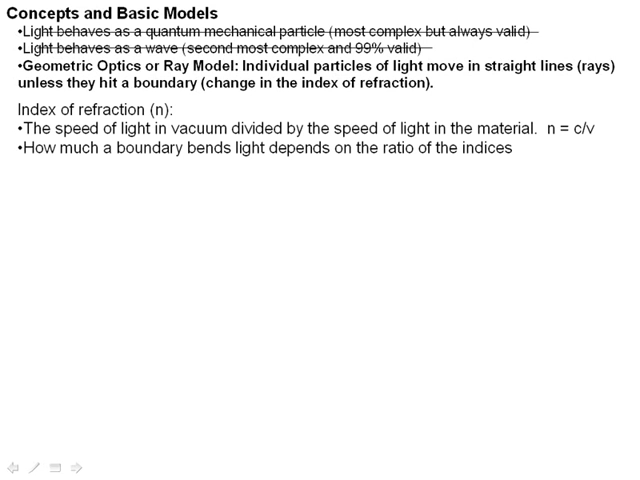 Concepts and Basic Models
•Light behaves as a quantum mechanical particle (most complex but always valid)
•Light behaves as a wave (second most complex and 99% valid)
•Geometric Optics or Ray Model: Individual particles of light move in straight lines (rays)
unless they hit a boundary (change in the index of refraction).
Index of refraction (n):
•The speed of light in vacuum divided by the speed of light in the material.  n = c/v
•How much a boundary bends light depends on the ratio of the indices